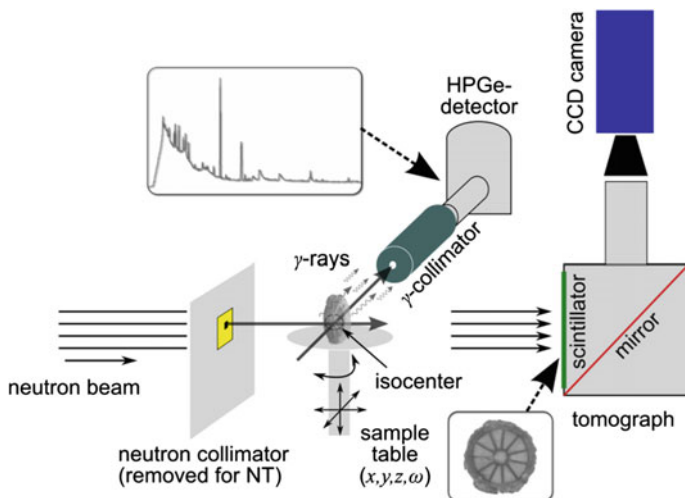 CCD camera
HPGe-
detector
γ-rays
γ-collimator
scintillator
mirror
neutron beam
isocenter
tomograph
neutron collimator
(removed for NT)
sample
table
(x,y,z,ω)